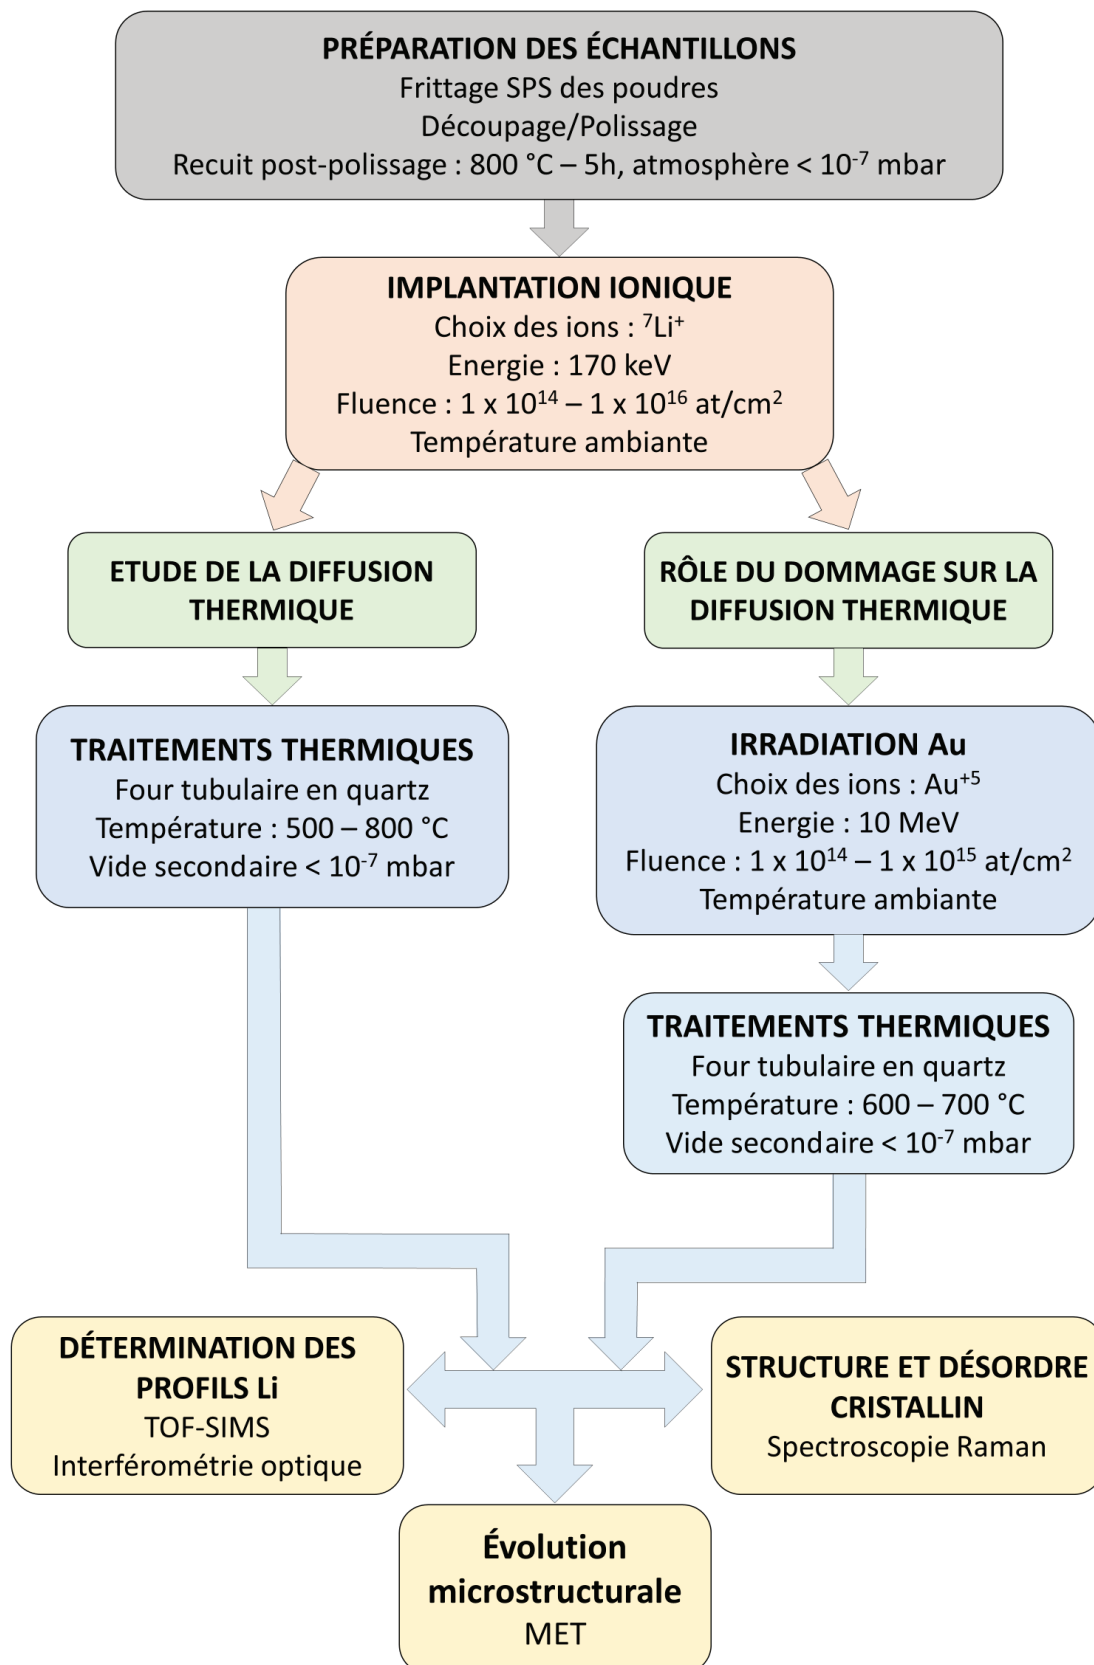 PRÉPARATION DES ÉCHANTILLONS
Frittage SPS des poudres
Découpage/Polissage
Recuit post-polissage : 800 °C – 5h, atmosphère < 10⁻⁷ mbar
IMPLANTATION IONIQUE
Choix des ions : ⁷Li⁺
Energie : 170 keV
Fluence : 1 x 10¹⁴ – 1 x 10¹⁶ at/cm²
Température ambiante
ETUDE DE LA DIFFUSION
THERMIQUE
RÔLE DU DOMMAGE SUR LA
DIFFUSION THERMIQUE
TRAITEMENTS THERMIQUES
Four tubulaire en quartz
Température : 500 – 800 °C
Vide secondaire < 10⁻⁷ mbar
IRRADIATION Au
Choix des ions : Au⁺⁵
Energie : 10 MeV
Fluence : 1 x 10¹⁴ – 1 x 10¹⁵ at/cm²
Température ambiante
TRAITEMENTS THERMIQUES
Four tubulaire en quartz
Température : 600 – 700 °C
Vide secondaire < 10⁻⁷ mbar
DÉTERMINATION DES
PROFILS Li
TOF-SIMS
Interférométrie optique
STRUCTURE ET DÉSORDRE
CRISTALLIN
Spectroscopie Raman
Évolution
microstructurale
MET